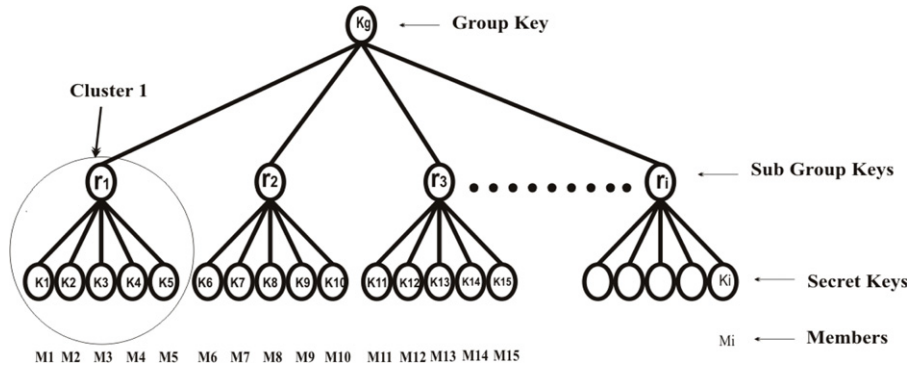 Kg
Group Key
Cluster 1
r1
r2
r3
ri
Sub Group Keys
K1 K2 K3 K4 K5 K6 K7 K8 K9 K10 K11 K12 K13 K14 K15 Ki
Secret Keys
M1 M2 M3 M4 M5 M6 M7 M8 M9 M10 M11 M12 M13 M14 M15
Mi
Members